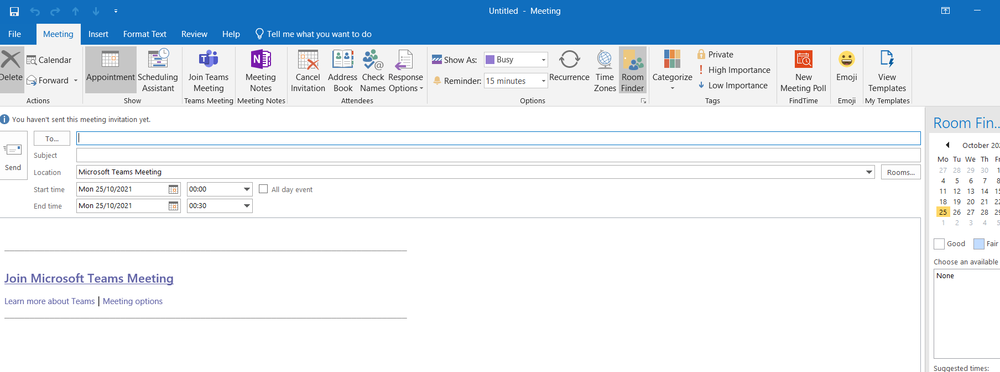 Untitled - Meeting
File Meeting Insert Format Text Review Help Tell me what you want to do
Delete
Calendar
Forward
Actions
Appointment
Scheduling
Assistant
Show
Join Teams
Meeting
Teams Meeting
Meeting
Notes
Meeting Notes
Cancel
Invitation
Address
Book
Check
Names
Response
Options
Attendees
Show As: Busy
Reminder: 15 minutes
Recurrence
Time
Zones
Room
Finder
Options
Categorize
Private
High Importance
Low Importance
Tags
New
Meeting Poll
FindTime
Emoji
Emoji
View
Templates
My Templates
You haven't sent this meeting invitation yet.
Send
To...
Subject
Location Microsoft Teams Meeting Rooms...
Start time Mon 25/10/2021 00:00 All day event
End time Mon 25/10/2021 00:30
Join Microsoft Teams Meeting
Learn more about Teams | Meeting options
Room Fin...
October 202
Mo Tu We Th Fr
27 28 29 30 1
4 5 6 7 8
11 12 13 14 15
18 19 20 21 22
25 26 27 28 29
1 2 3 4 5
Good Fair
Choose an available
None
Suggested times: